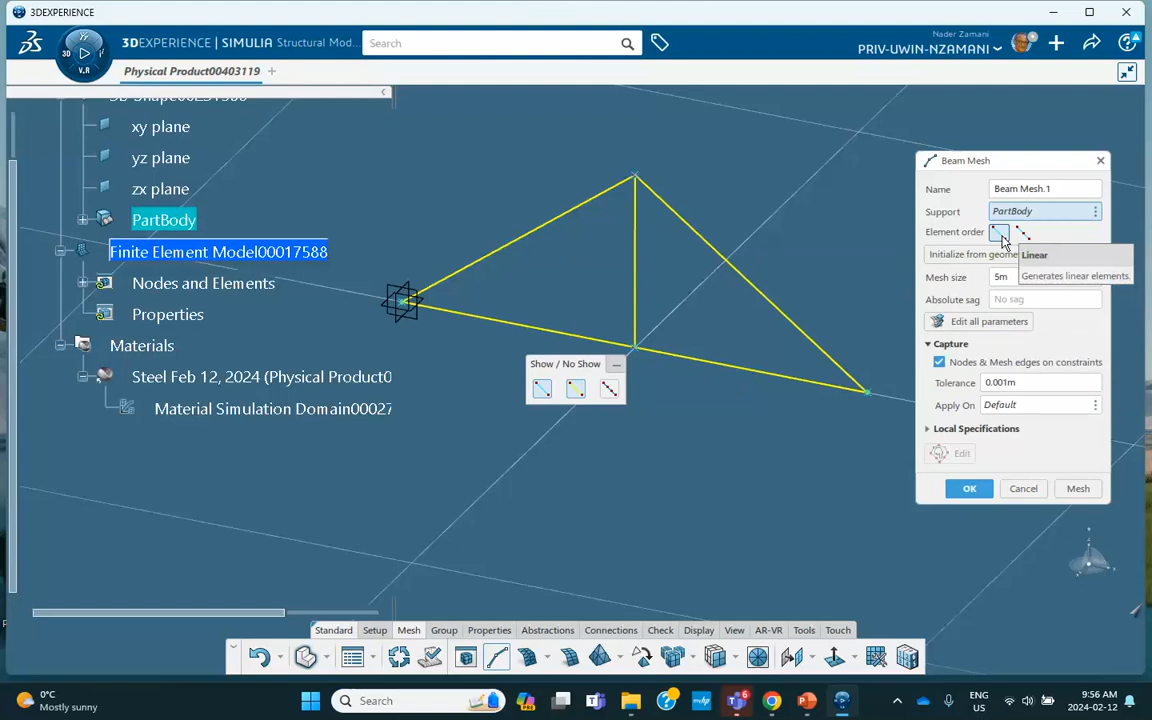 3DEXPERIENCE
3DEXPERIENCE | SIMULIA Structural Mod...
Search
Nader Zamani
PRIV-UWIN-NZAMANI
3D
V.R
Physical Product00403119
xy plane
yz plane
zx plane
PartBody
Finite Element Model00017588
Nodes and Elements
Properties
Materials
Steel Feb 12, 2024 (Physical Product0
Material Simulation Domain00027
Show / No Show
Beam Mesh
Name Beam Mesh.1
Support PartBody
Element order
Initialize from geome
Linear
Generates linear elements.
Mesh size 5m
Absolute sag No sag
Edit all parameters
Capture
Nodes & Mesh edges on constraints
Tolerance 0.001m
Apply On Default
Local Specifications
Edit
OK Cancel Mesh
Standard Setup Mesh Group Properties Abstractions Connections Check Display View AR-VR Tools Touch
0°C
Mostly sunny
Search
6
ENG
US
9:56 AM
2024-02-12